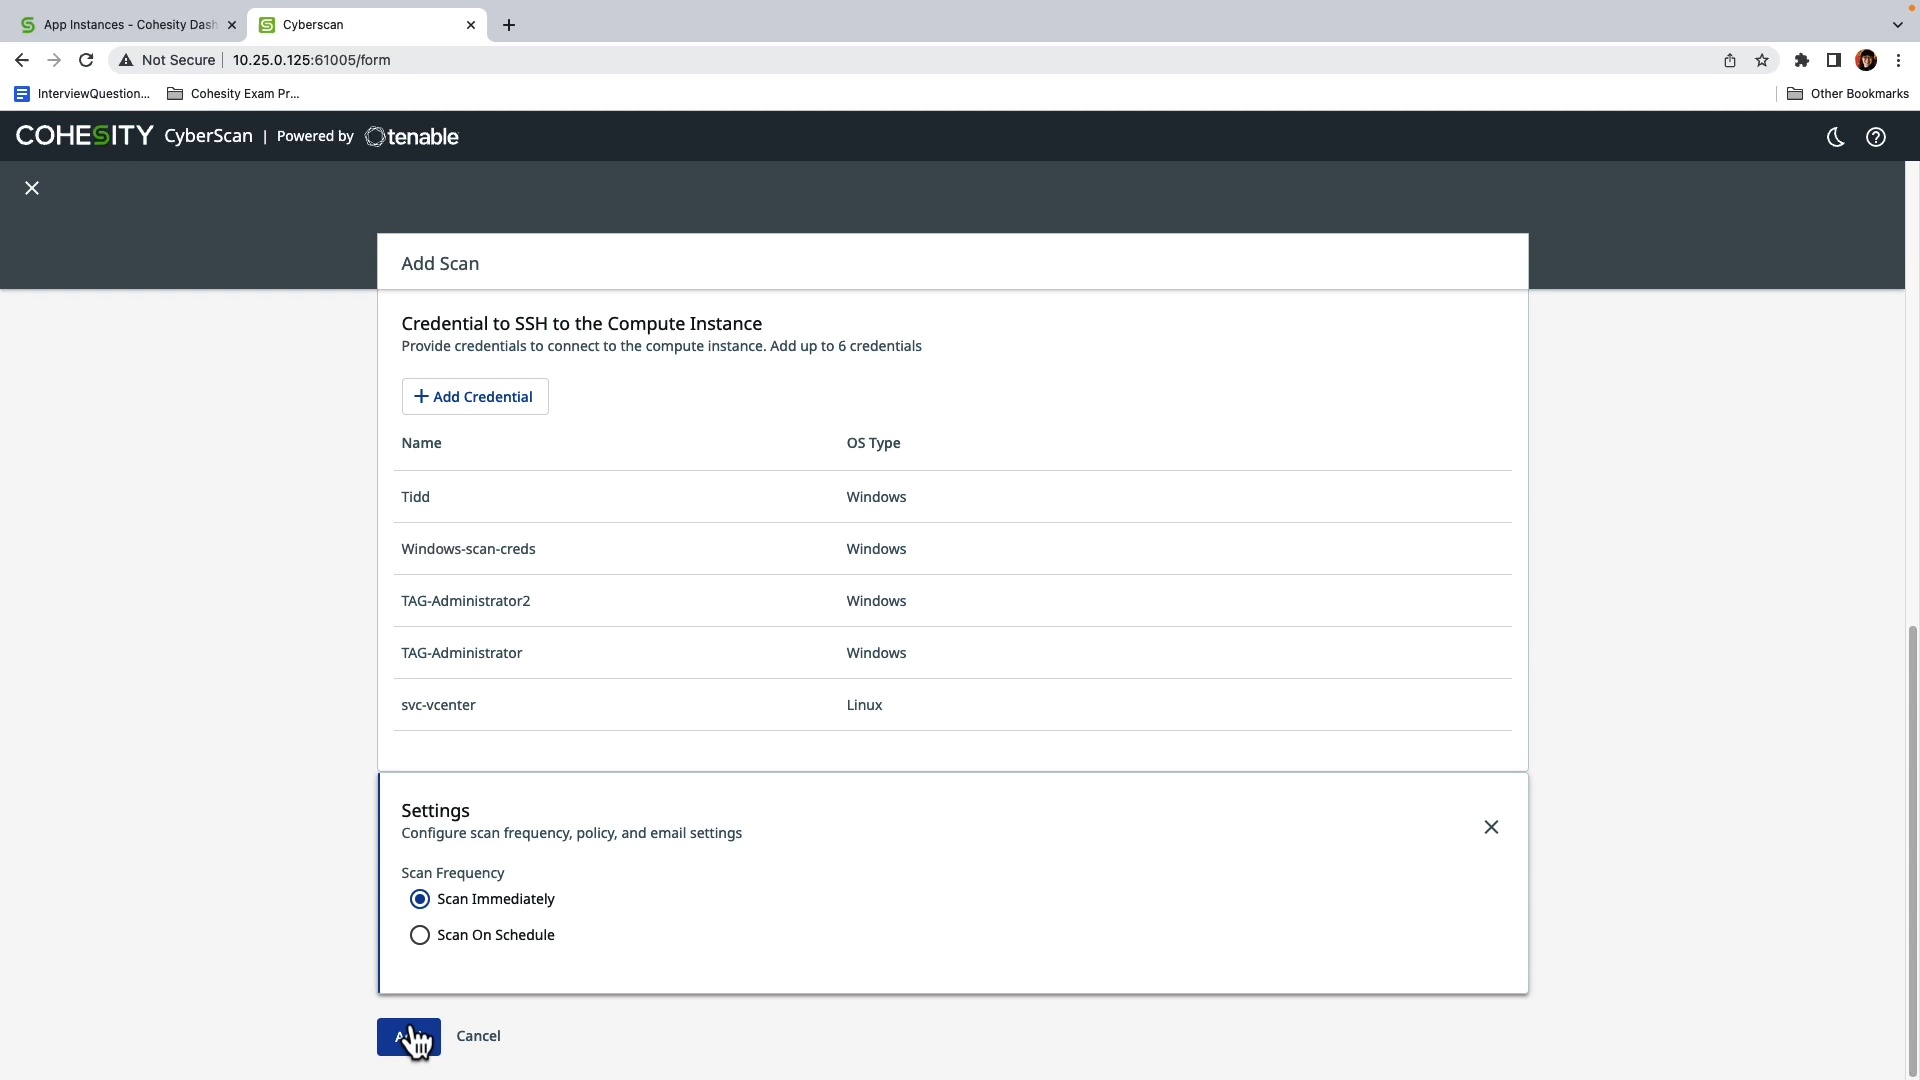 App Instances - Cohesity Dash
Cyberscan
Not Secure
10.25.0.125:61005/form
InterviewQuestion...
Cohesity Exam Pr...
Other Bookmarks
COHESITY CyberScan | Powered by tenable
Add Scan
Credential to SSH to the Compute Instance
Provide credentials to connect to the compute instance. Add up to 6 credentials
Add Credential
Name OS Type
Tidd Windows
Windows-scan-creds Windows
TAG-Administrator2 Windows
TAG-Administrator Windows
svc-vcenter Linux
Settings
Configure scan frequency, policy, and email settings
Scan Frequency
Scan Immediately
Scan On Schedule
Cancel